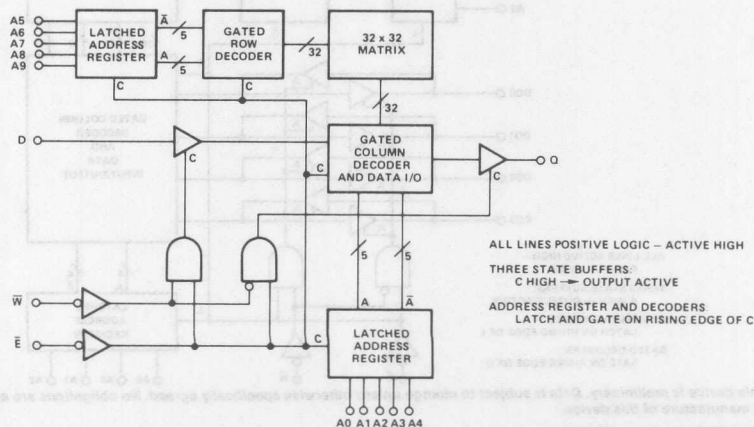 A5
A6
A7
A8
A9
LATCHED
ADDRESS
REGISTER
C
A̅
5
A
5
GATED
ROW
DECODER
C
32
32 x 32
MATRIX
32
D
C
GATED
COLUMN
DECODER
AND DATA I/O
C
C
Q
5
5
A
A̅
W̅
E̅
C
LATCHED
ADDRESS
REGISTER
A0 A1 A2 A3 A4
ALL LINES POSITIVE LOGIC – ACTIVE HIGH
THREE STATE BUFFERS:
C HIGH → OUTPUT ACTIVE
ADDRESS REGISTER AND DECODERS:
LATCH AND GATE ON RISING EDGE OF C